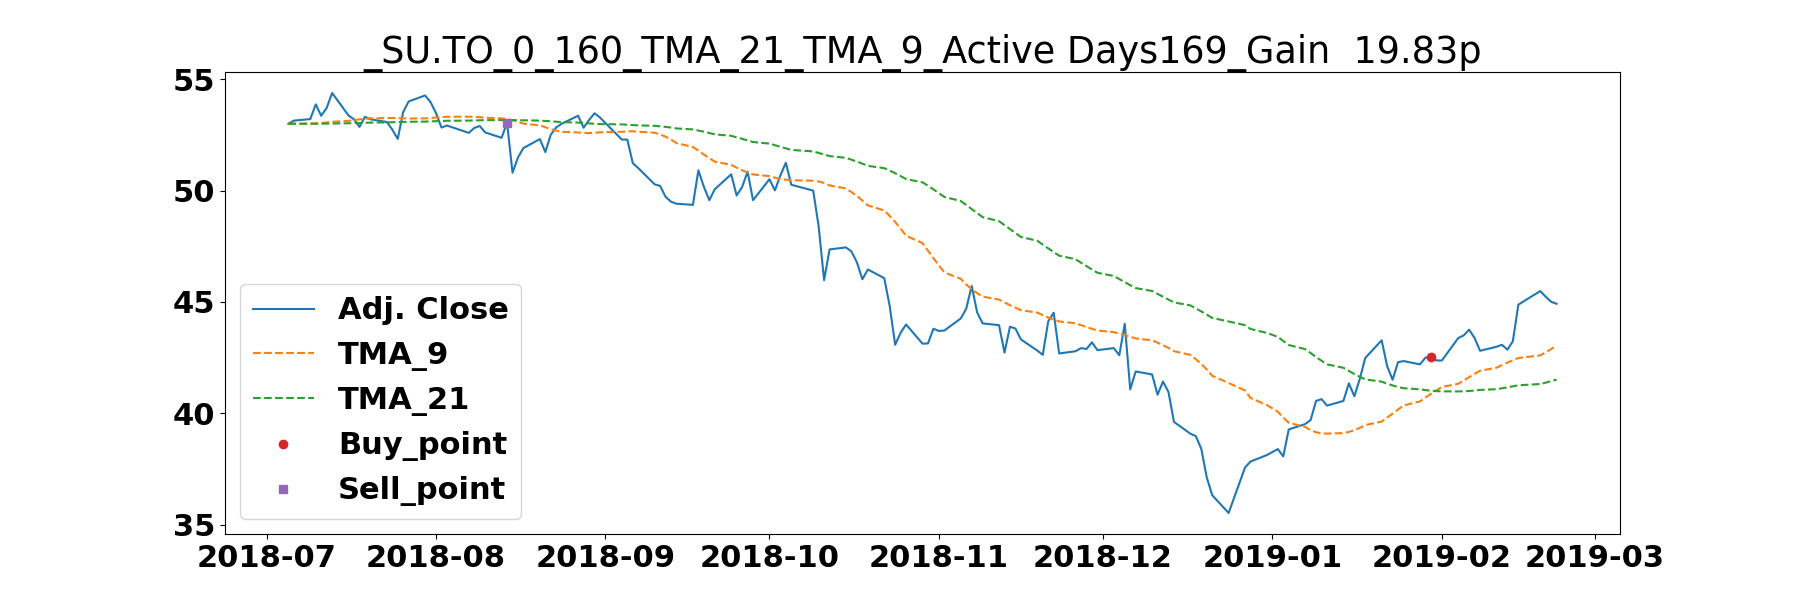 _SU.TO_0_160_TMA_21_TMA_9_Active Days169_Gain  19.83p
55
50
45
40
35
Adj. Close
TMA_9
TMA_21
Buy_point
Sell_point
2018-07 2018-08 2018-09 2018-10 2018-11 2018-12 2019-01 2019-02 2019-03